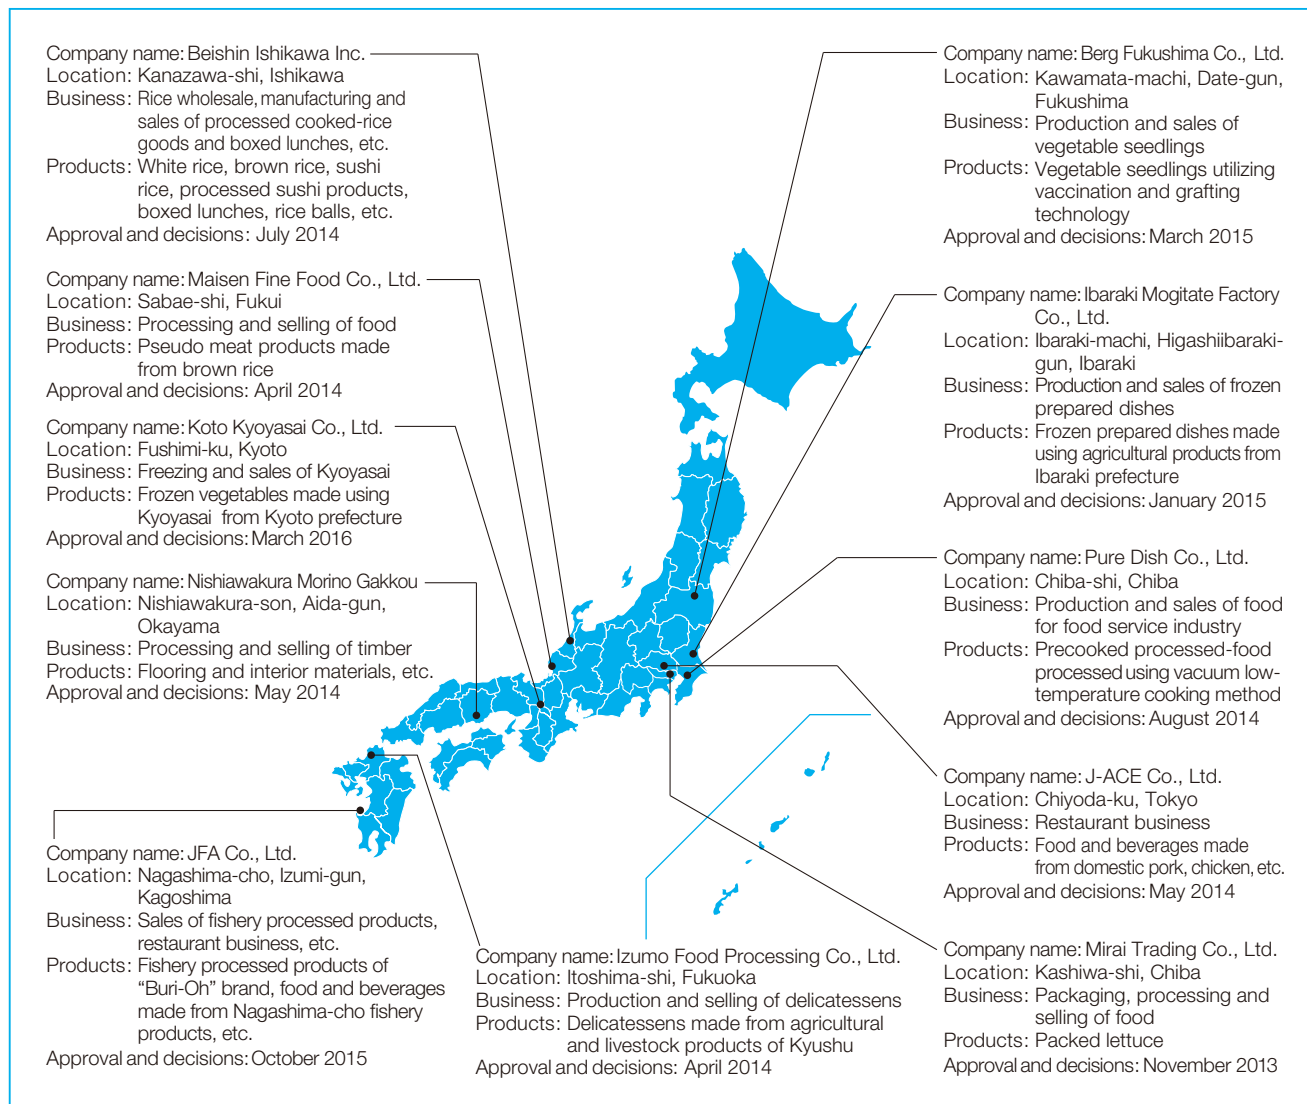 Company name: Beishin Ishikawa Inc.
Location: Kanazawa-shi, Ishikawa
Business: Rice wholesale, manufacturing and
sales of processed cooked-rice
goods and boxed lunches, etc.
Products: White rice, brown rice, sushi
rice, processed sushi products,
boxed lunches, rice balls, etc.
Approval and decisions: July 2014
Company name: Maisen Fine Food Co., Ltd.
Location: Sabae-shi, Fukui
Business: Processing and selling of food
Products: Pseudo meat products made
from brown rice
Approval and decisions: April 2014
Company name: Koto Kyoyasai Co., Ltd.
Location: Fushimi-ku, Kyoto
Business: Freezing and sales of Kyoyasai
Products: Frozen vegetables made using
Kyoyasai from Kyoto prefecture
Approval and decisions: March 2016
Company name: Nishiawakura Morino Gakkou
Location: Nishiawakura-son, Aida-gun,
Okayama
Business: Processing and selling of timber
Products: Flooring and interior materials, etc.
Approval and decisions: May 2014
Company name: JFA Co., Ltd.
Location: Nagashima-cho, Izumi-gun,
Kagoshima
Business: Sales of fishery processed products,
restaurant business, etc.
Products: Fishery processed products of
“Buri-Oh” brand, food and beverages
made from Nagashima-cho fishery
products, etc.
Approval and decisions: October 2015
Company name: Izumo Food Processing Co., Ltd.
Location: Itoshima-shi, Fukuoka
Business: Production and selling of delicatessens
Products: Delicatessens made from agricultural
and livestock products of Kyushu
Approval and decisions: April 2014
Company name: Berg Fukushima Co., Ltd.
Location: Kawamata-machi, Date-gun,
Fukushima
Business: Production and sales of
vegetable seedlings
Products: Vegetable seedlings utilizing
vaccination and grafting
technology
Approval and decisions: March 2015
Company name: Ibaraki Mogitate Factory
Co., Ltd.
Location: Ibaraki-machi, Higashiibaraki-
gun, Ibaraki
Business: Production and sales of frozen
prepared dishes
Products: Frozen prepared dishes made
using agricultural products from
Ibaraki prefecture
Approval and decisions: January 2015
Company name: Pure Dish Co., Ltd.
Location: Chiba-shi, Chiba
Business: Production and sales of food
for food service industry
Products: Precooked processed-food
processed using vacuum low-
temperature cooking method
Approval and decisions: August 2014
Company name: J-ACE Co., Ltd.
Location: Chiyoda-ku, Tokyo
Business: Restaurant business
Products: Food and beverages made
from domestic pork, chicken, etc.
Approval and decisions: May 2014
Company name: Mirai Trading Co., Ltd.
Location: Kashiwa-shi, Chiba
Business: Packaging, processing and
selling of food
Products: Packed lettuce
Approval and decisions: November 2013